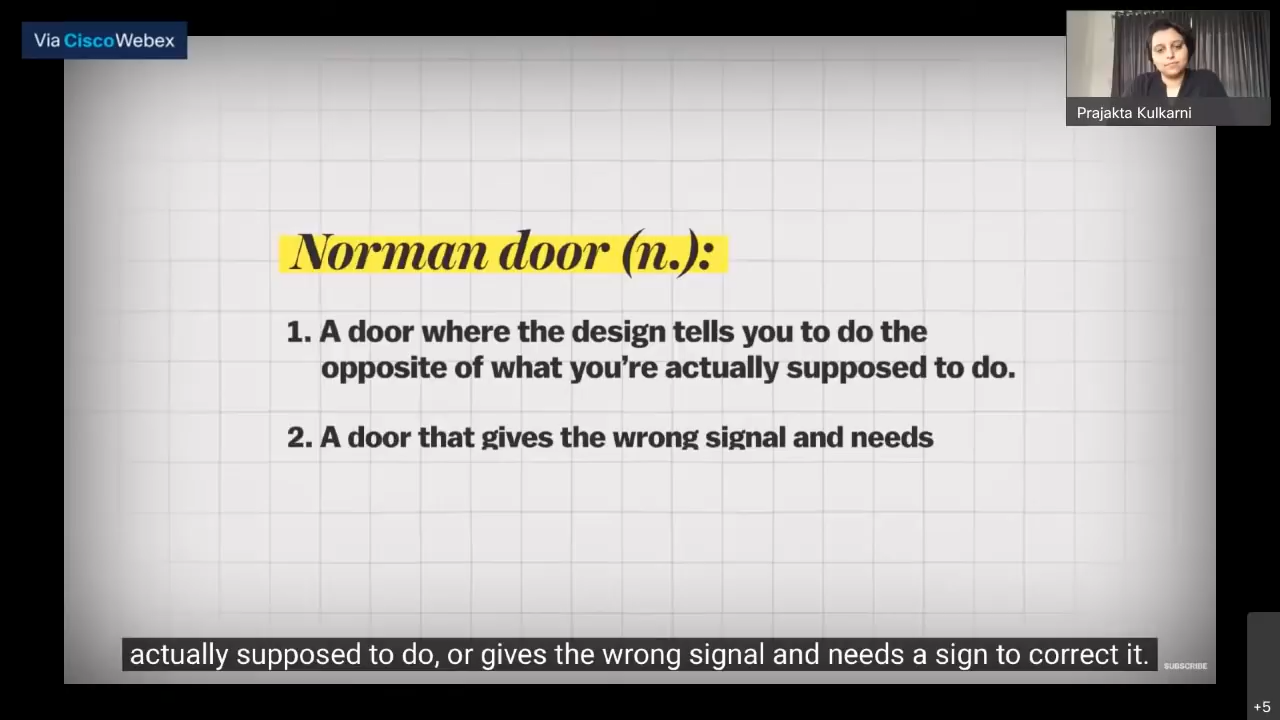 Via CiscoWebex
Prajakta Kulkarni
Norman door (n.):
1. A door where the design tells you to do the
opposite of what you’re actually supposed to do.
2. A door that gives the wrong signal and needs
actually supposed to do, or gives the wrong signal and needs a sign to correct it.
SUBSCRIBE
+5